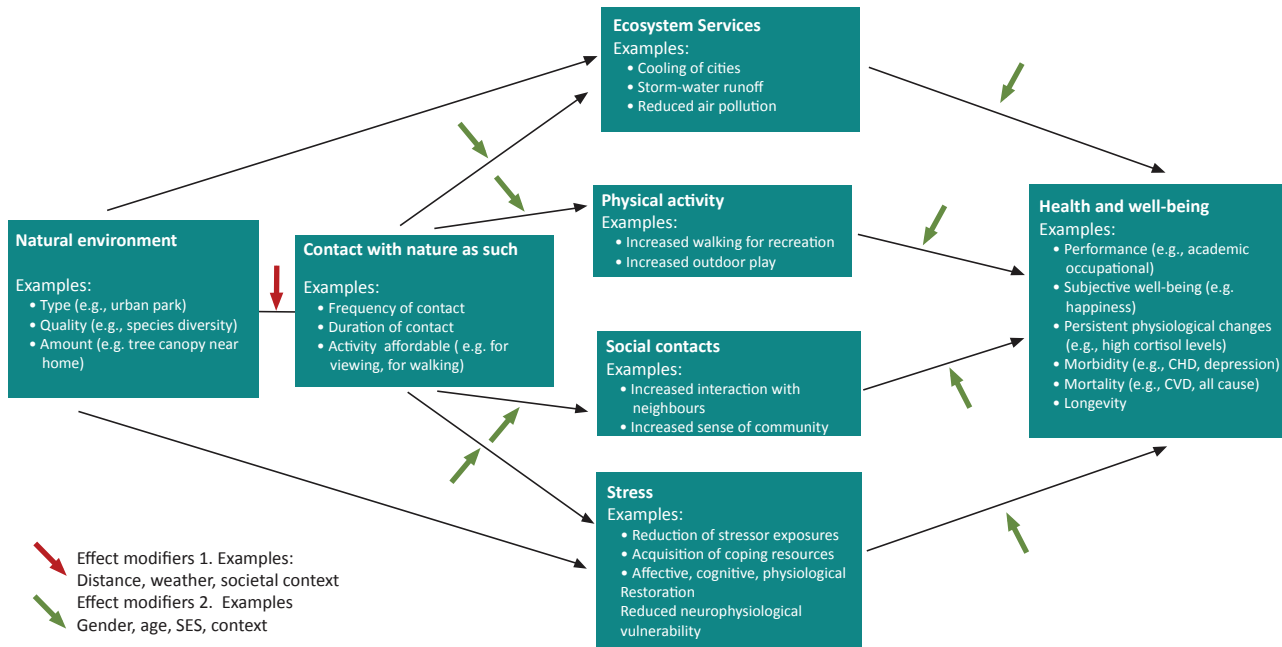 Ecosystem Services
Examples:
• Cooling of cities
• Storm-water runoff
• Reduced air pollution
Natural environment
Examples:
• Type (e.g., urban park)
• Quality (e.g., species diversity)
• Amount (e.g. tree canopy near
home)
Contact with nature as such
Examples:
• Frequency of contact
• Duration of contact
• Activity affordable ( e.g. for
viewing, for walking)
Physical activity
Examples:
• Increased walking for recreation
• Increased outdoor play
Social contacts
Examples:
• Increased interaction with
neighbours
• Increased sense of community
Stress
Examples:
• Reduction of stressor exposures
• Acquisition of coping resources
• Affective, cognitive, physiological
Restoration
Reduced neurophysiological
vulnerability
Health and well-being
Examples:
• Performance (e.g., academic
occupational)
• Subjective well-being (e.g.
happiness)
• Persistent physiological changes
(e.g., high cortisol levels)
• Morbidity (e.g., CHD, depression)
• Mortality (e.g., CVD, all cause)
• Longevity
Effect modifiers 1. Examples:
Distance, weather, societal context
Effect modifiers 2. Examples
Gender, age, SES, context